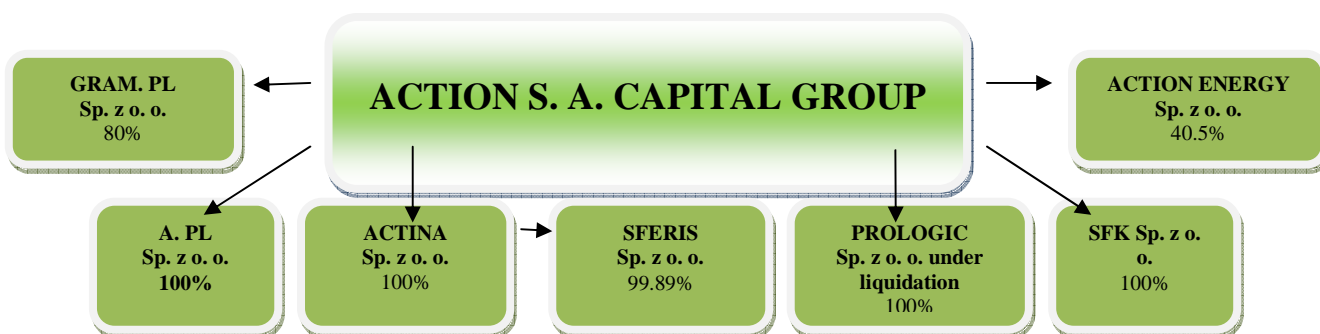 ACTION S. A. CAPITAL GROUP
GRAM. PL
Sp. z o. o.
80%
ACTION ENERGY
Sp. z o. o.
40.5%
A. PL
Sp. z o. o.
100%
ACTINA
Sp. z o. o.
100%
SFERIS
Sp. z o. o.
99.89%
PROLOGIC
Sp. z o. o. under
liquidation
100%
SFK Sp. z o.
o.
100%